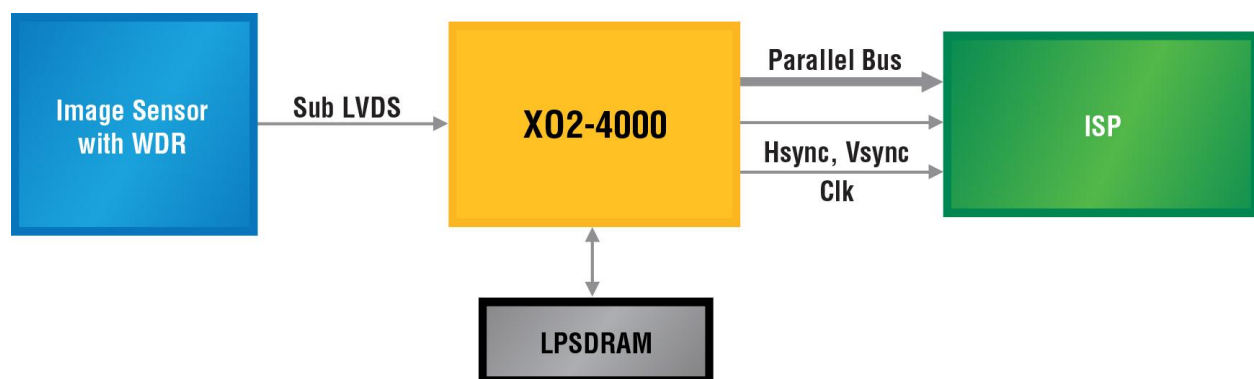 Image Sensor
with WDR
Sub LVDS
XO2-4000
Parallel Bus
Hsync, Vsync
Clk
ISP
LPSDRAM